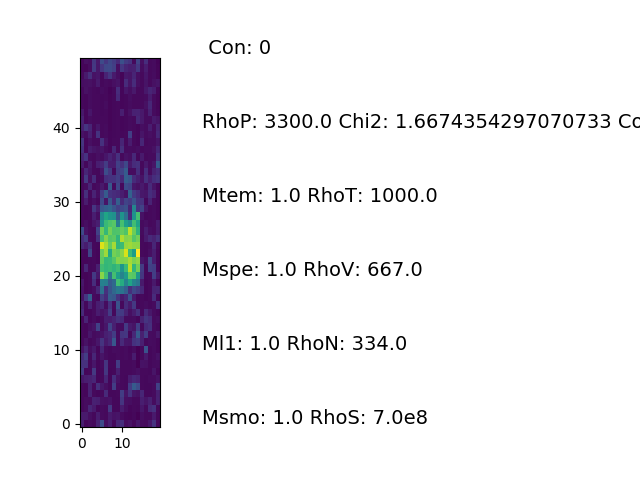 Con: 0
RhoP: 3300.0 Chi2: 1.6674354297070733 Co
Mtem: 1.0 RhoT: 1000.0
Mspe: 1.0 RhoV: 667.0
Ml1: 1.0 RhoN: 334.0
Msmo: 1.0 RhoS: 7.0e8
40
30
20
10
0
0 10